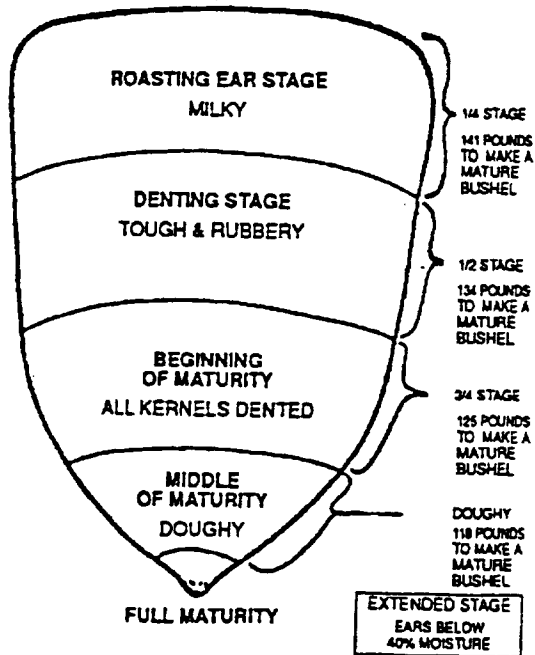 ROASTING EAR STAGE
MILKY
1/4 STAGE
141 POUNDS
TO MAKE A
MATURE
BUSHEL
DENTING STAGE
TOUGH & RUBBERY
1/2 STAGE
134 POUNDS
TO MAKE A
MATURE
BUSHEL
BEGINNING
OF MATURITY
ALL KERNELS DENTED
3/4 STAGE
125 POUNDS
TO MAKE A
MATURE
BUSHEL
MIDDLE
OF MATURITY
DOUGHY
DOUGHY
118 POUNDS
TO MAKE A
MATURE
BUSHEL
FULL MATURITY
EXTENDED STAGE
EARS BELOW
40% MOISTURE